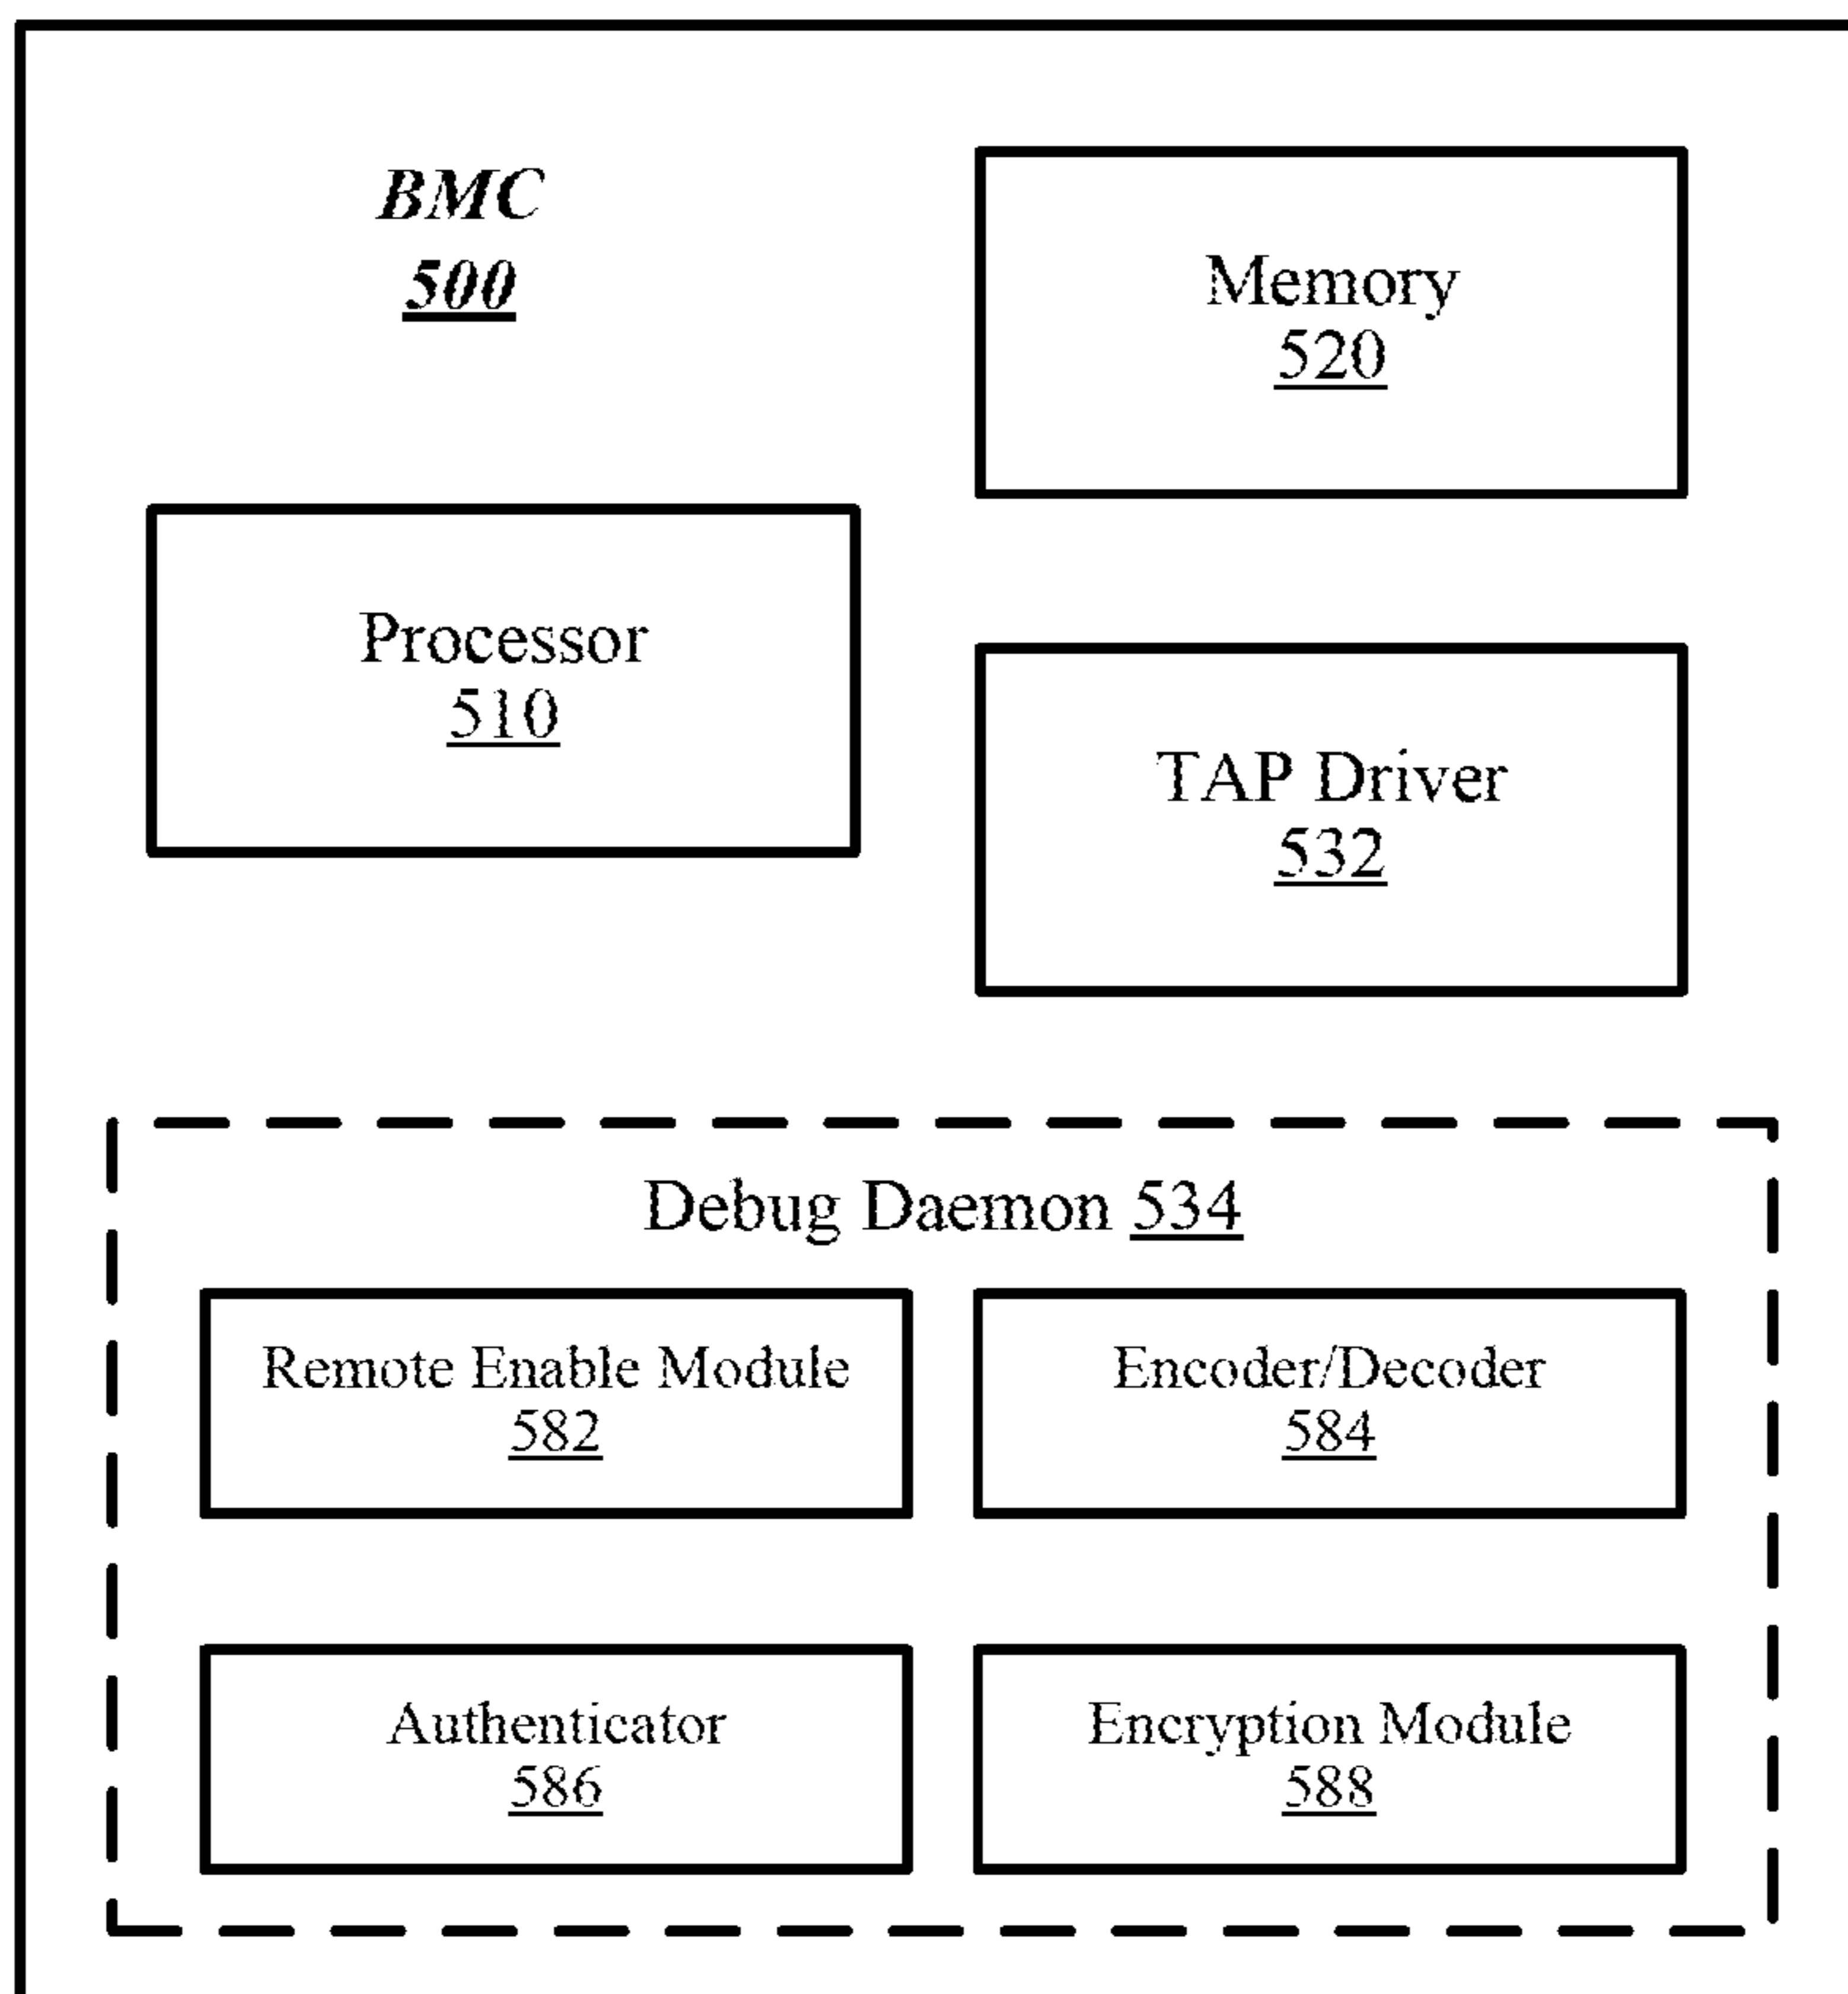 BMC
500
Memory
520
Processor
510
TAP Driver
532
Debug Daemon 534
Remote Enable Module
582
Encoder/Decoder
584
Authenticator
586
Encryption Module
588